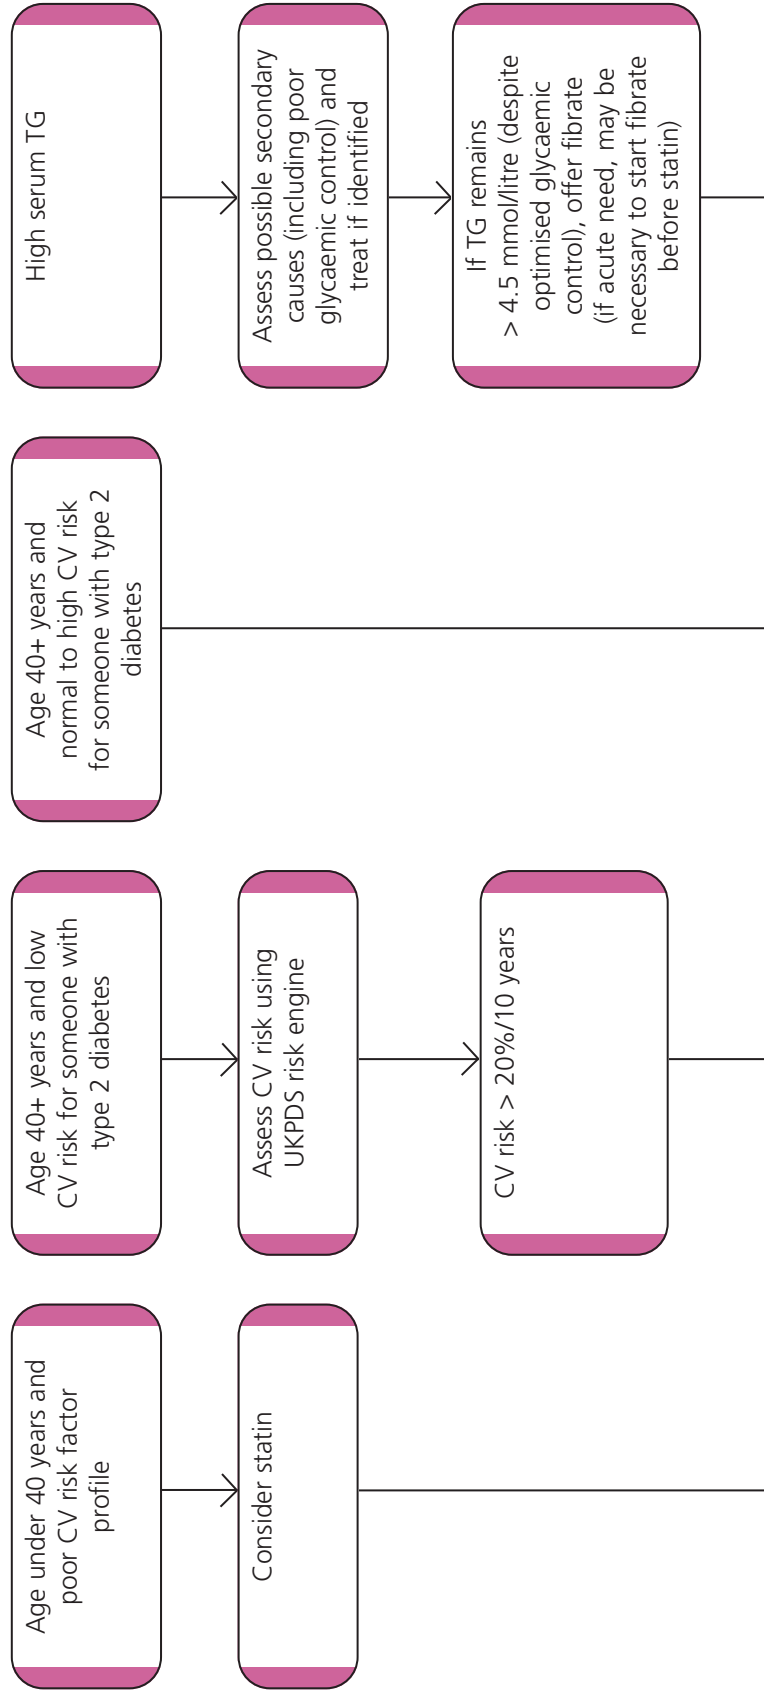 Age under 40 years and
poor CV risk factor
profile
Consider statin
Age 40+ years and low
CV risk for someone with
type 2 diabetes
Assess CV risk using
UKPDS risk engine
CV risk > 20%/10 years
Age 40+ years and
normal to high CV risk
for someone with type 2
diabetes
High serum TG
Assess possible secondary
causes (including poor
glycaemic control) and
treat if identified
If TG remains
> 4.5 mmol/litre (despite
optimised glycaemic
control), offer fibrate
(if acute need, may be
necessary to start fibrate
before statin)